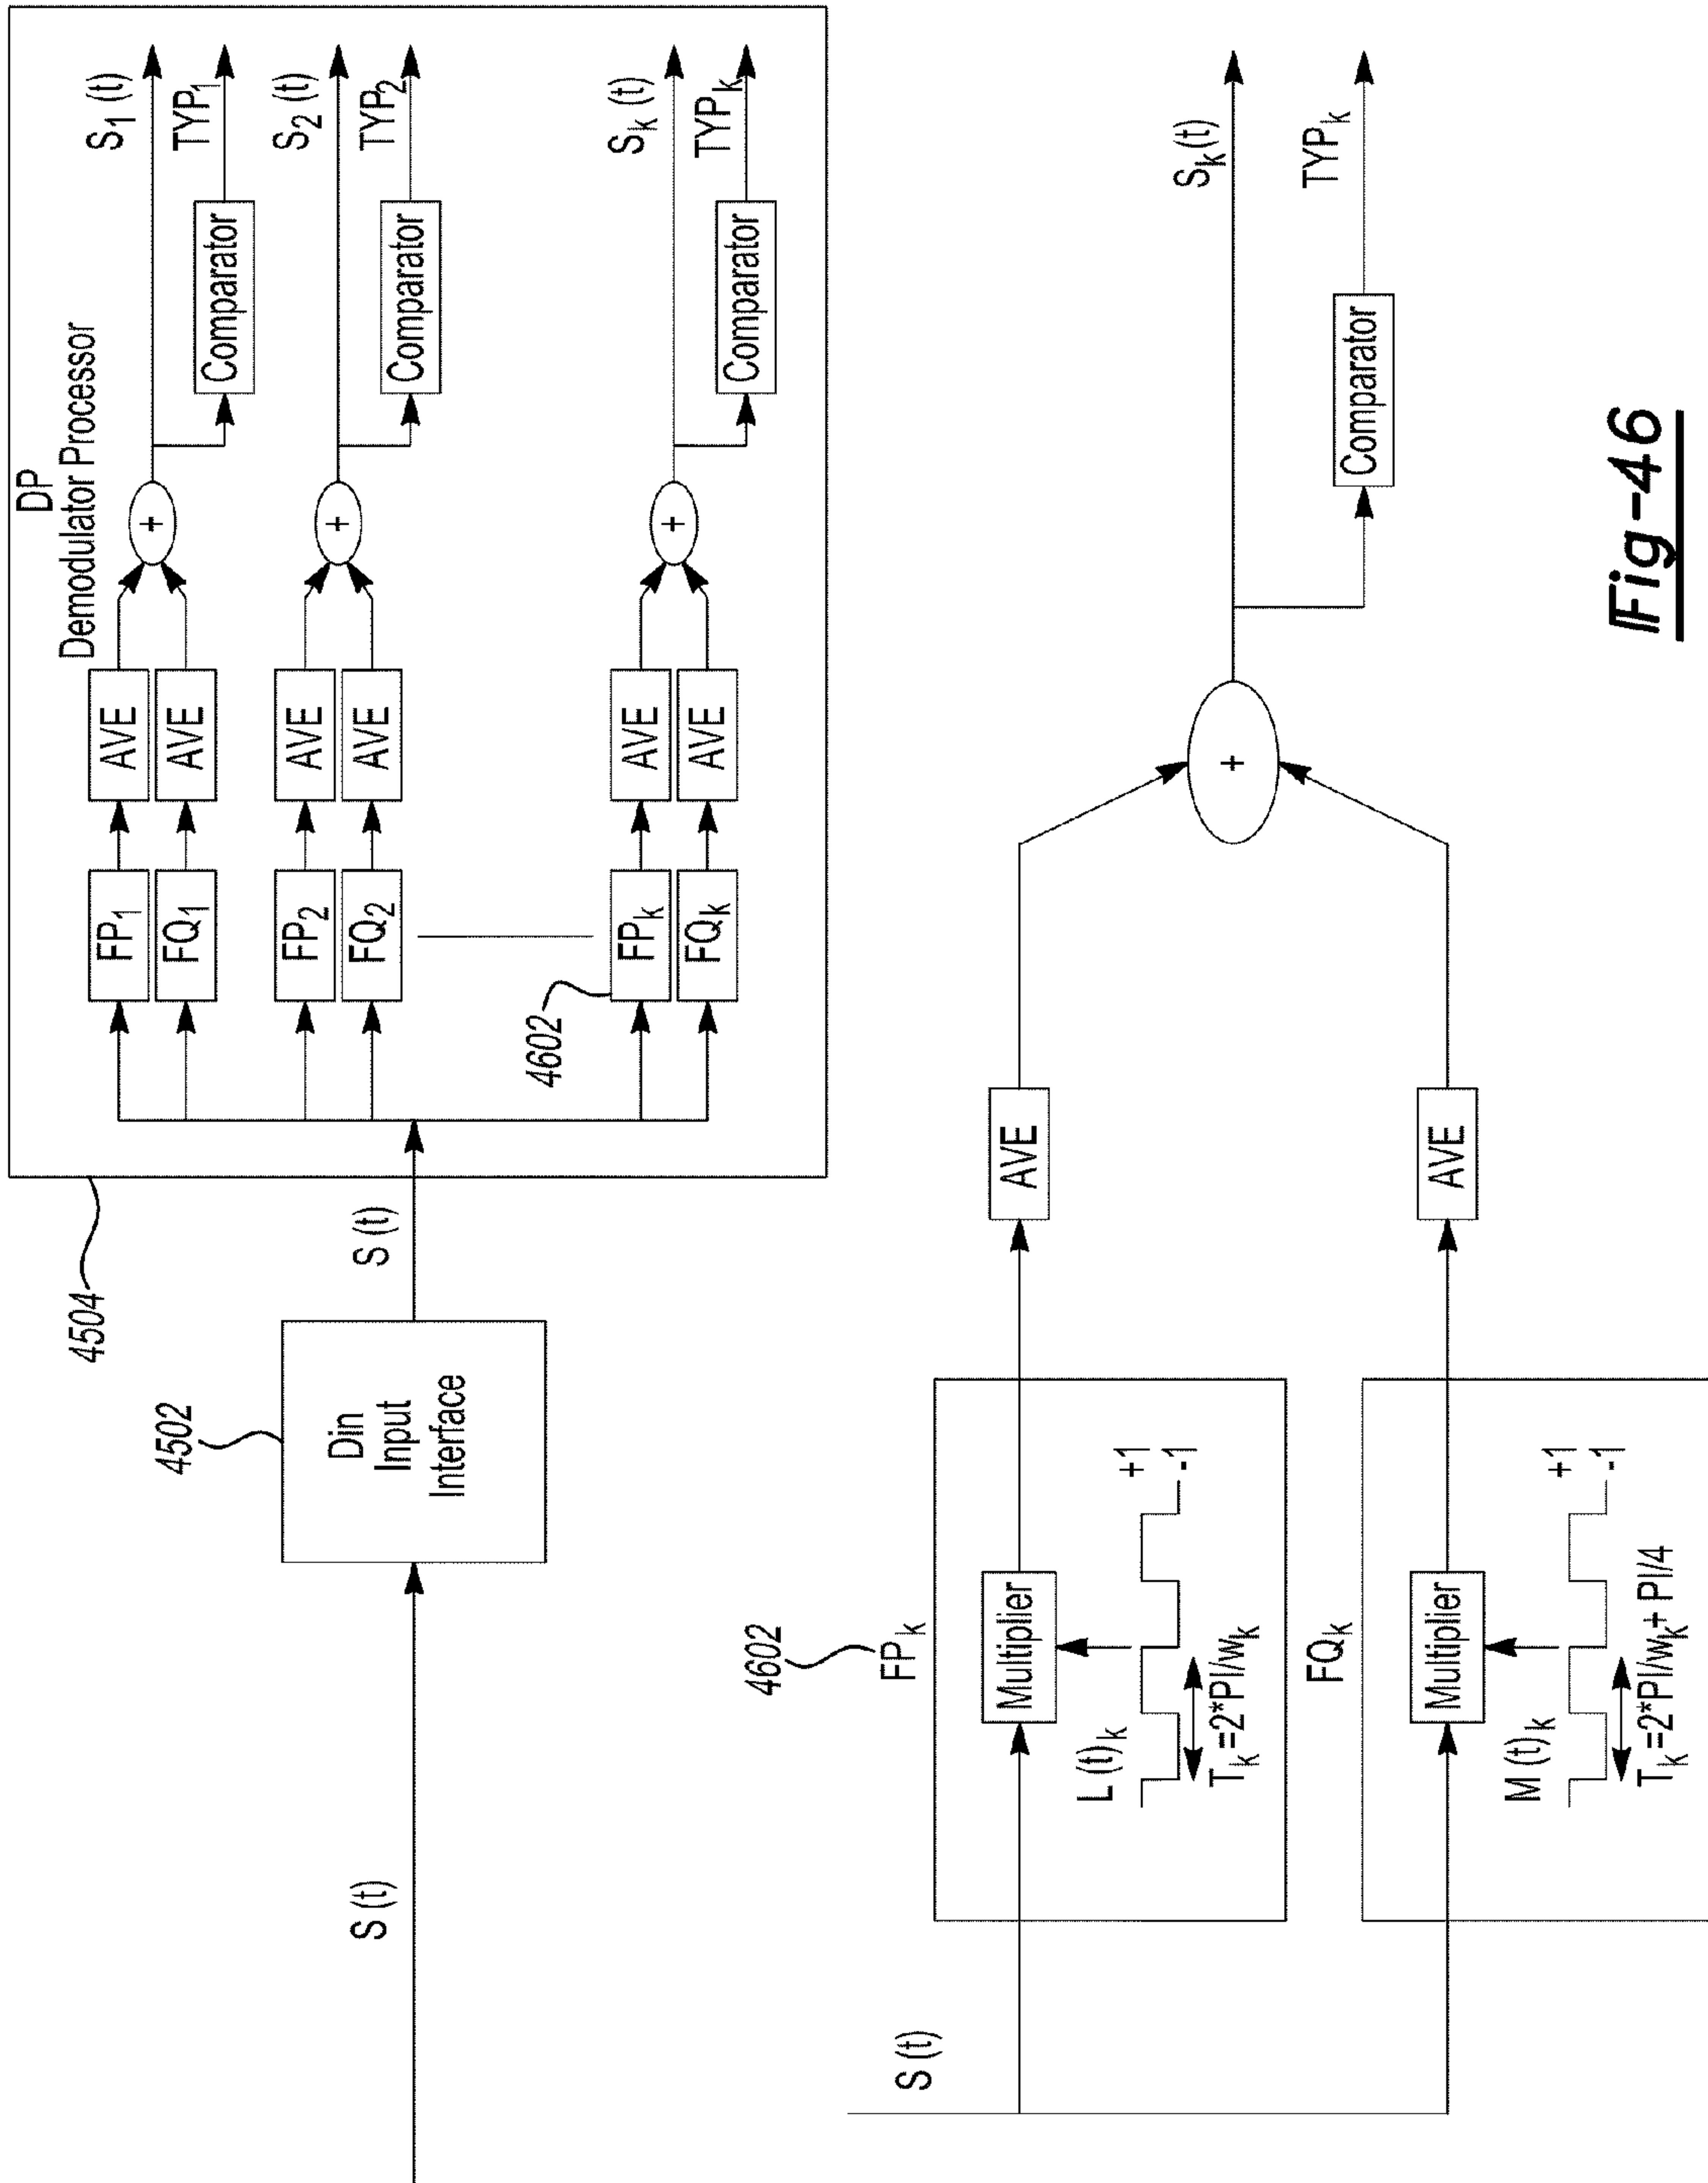 S (t)
4502
Din
Input
Interface
S (t)
4504
DP
Demodulator Processor
FP1
AVE
FQ1
AVE
+
S1 (t)
Comparator
TYP1
FP2
AVE
FQ2
AVE
+
S2 (t)
Comparator
TYP2
4602
FPk
AVE
FQk
AVE
+
Sk (t)
Comparator
TYPk
S (t)
4602
FPk
Multiplier
L (t)k
+1
-1
Tk=2*PI/wk
AVE
FQk
Multiplier
M (t)k
+1
-1
Tk=2*PI/wk+ PI/4
AVE
+
Sk(t)
Comparator
TYPk
Fig-46